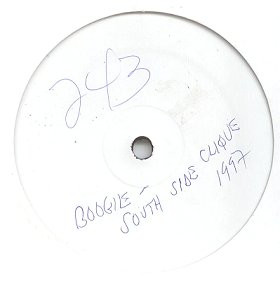 243
BOOGIE -
SOUTH SIDE CLIQUE
1997